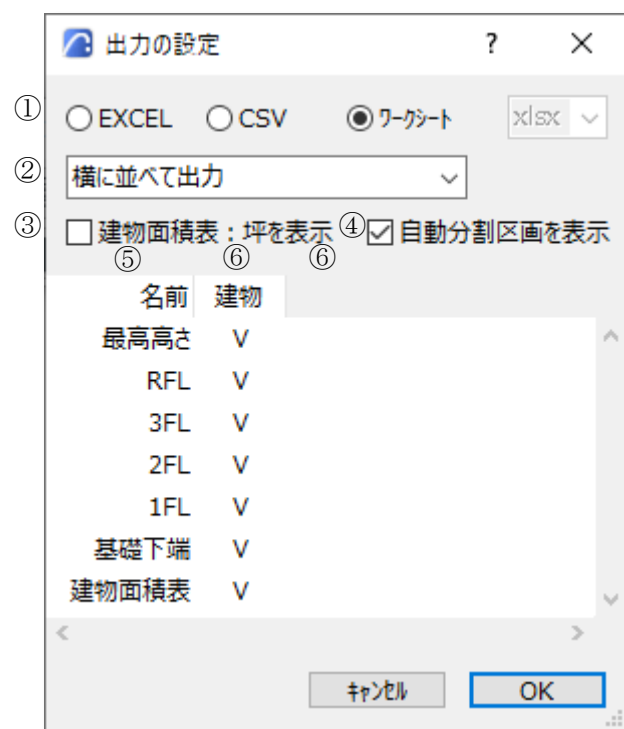 出力の設定 ? ×
① EXCEL CSV ワークシート xlsx
② 横に並べて出力
③ 建物面積表：坪を表示 ④ 自動分割区画を表示
⑤ ⑥ ⑥
名前 建物
最高高さ V
RFL V
3FL V
2FL V
1FL V
基礎下端 V
建物面積表 V
キャンセル OK